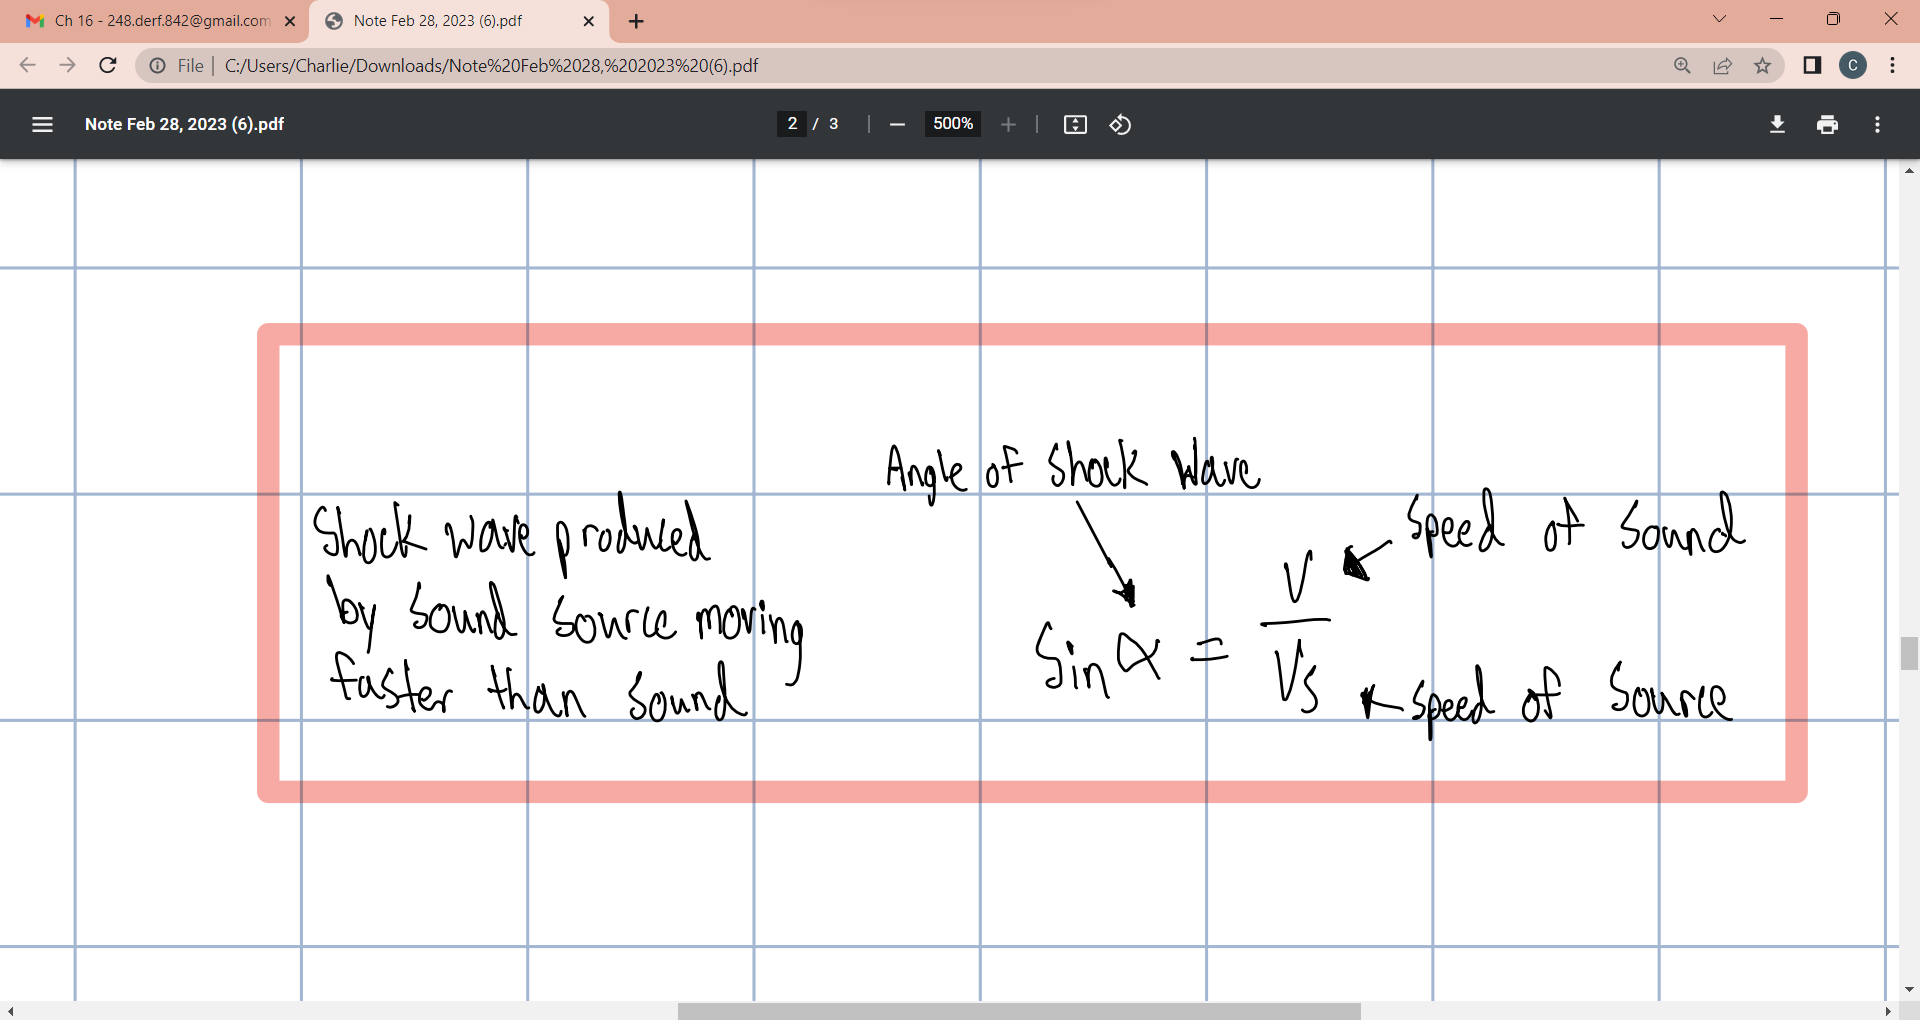 Ch 16 - 248.derf.842@gmail.com
Note Feb 28, 2023 (6).pdf
File
C:/Users/Charlie/Downloads/Note%20Feb%2028,%202023%20(6).pdf
C
Note Feb 28, 2023 (6).pdf
2 / 3
500%
Angle of Shock Wave
Shock wave produced
by sound source moving
faster than sound
Sin α = V / Vs
Speed of Sound
Speed of Source